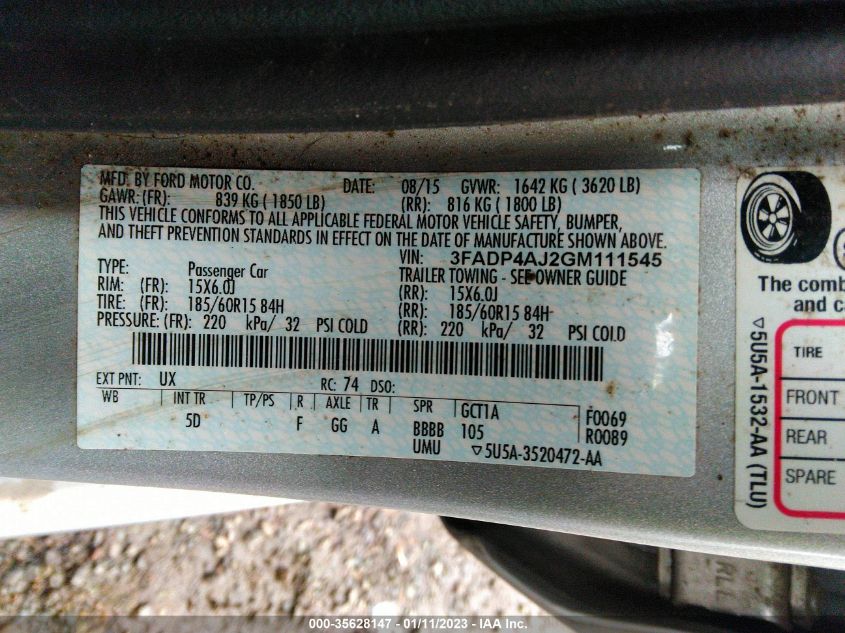 MFD. BY FORD MOTOR CO. DATE: 08/15 GVWR: 1642 KG ( 3620 LB)
GAWR: (FR): 839 KG ( 1850 LB) (RR): 816 KG ( 1800 LB)
THIS VEHICLE CONFORMS TO ALL APPLICABLE FEDERAL MOTOR VEHICLE SAFETY, BUMPER,
AND THEFT PREVENTION STANDARDS IN EFFECT ON THE DATE OF MANUFACTURE SHOWN ABOVE.
VIN: 3FADP4AJ2GM111545
TYPE: Passenger Car TRAILER TOWING - SEE OWNER GUIDE
RIM: (FR): 15X6.0J (RR): 15X6.0J
TIRE: (FR): 185/60R15 84H (RR): 185/60R15 84H
PRESSURE: (FR): 220 kPa/ 32 PSI COLD (RR): 220 kPa/ 32 PSI COLD
EXT PNT: UX RC: 74 DSO:
WB INT TR TP/PS R AXLE TR SPR GCT1A F0069
5D F GG A BBBB 105 R0089
UMU ▽5U5A-3520472-AA
The comb
and ca
TIRE
FRONT
REAR
SPARE
▽5U5A-1532-AA (TLU)
000-35628147 - 01/11/2023 - IAA Inc.